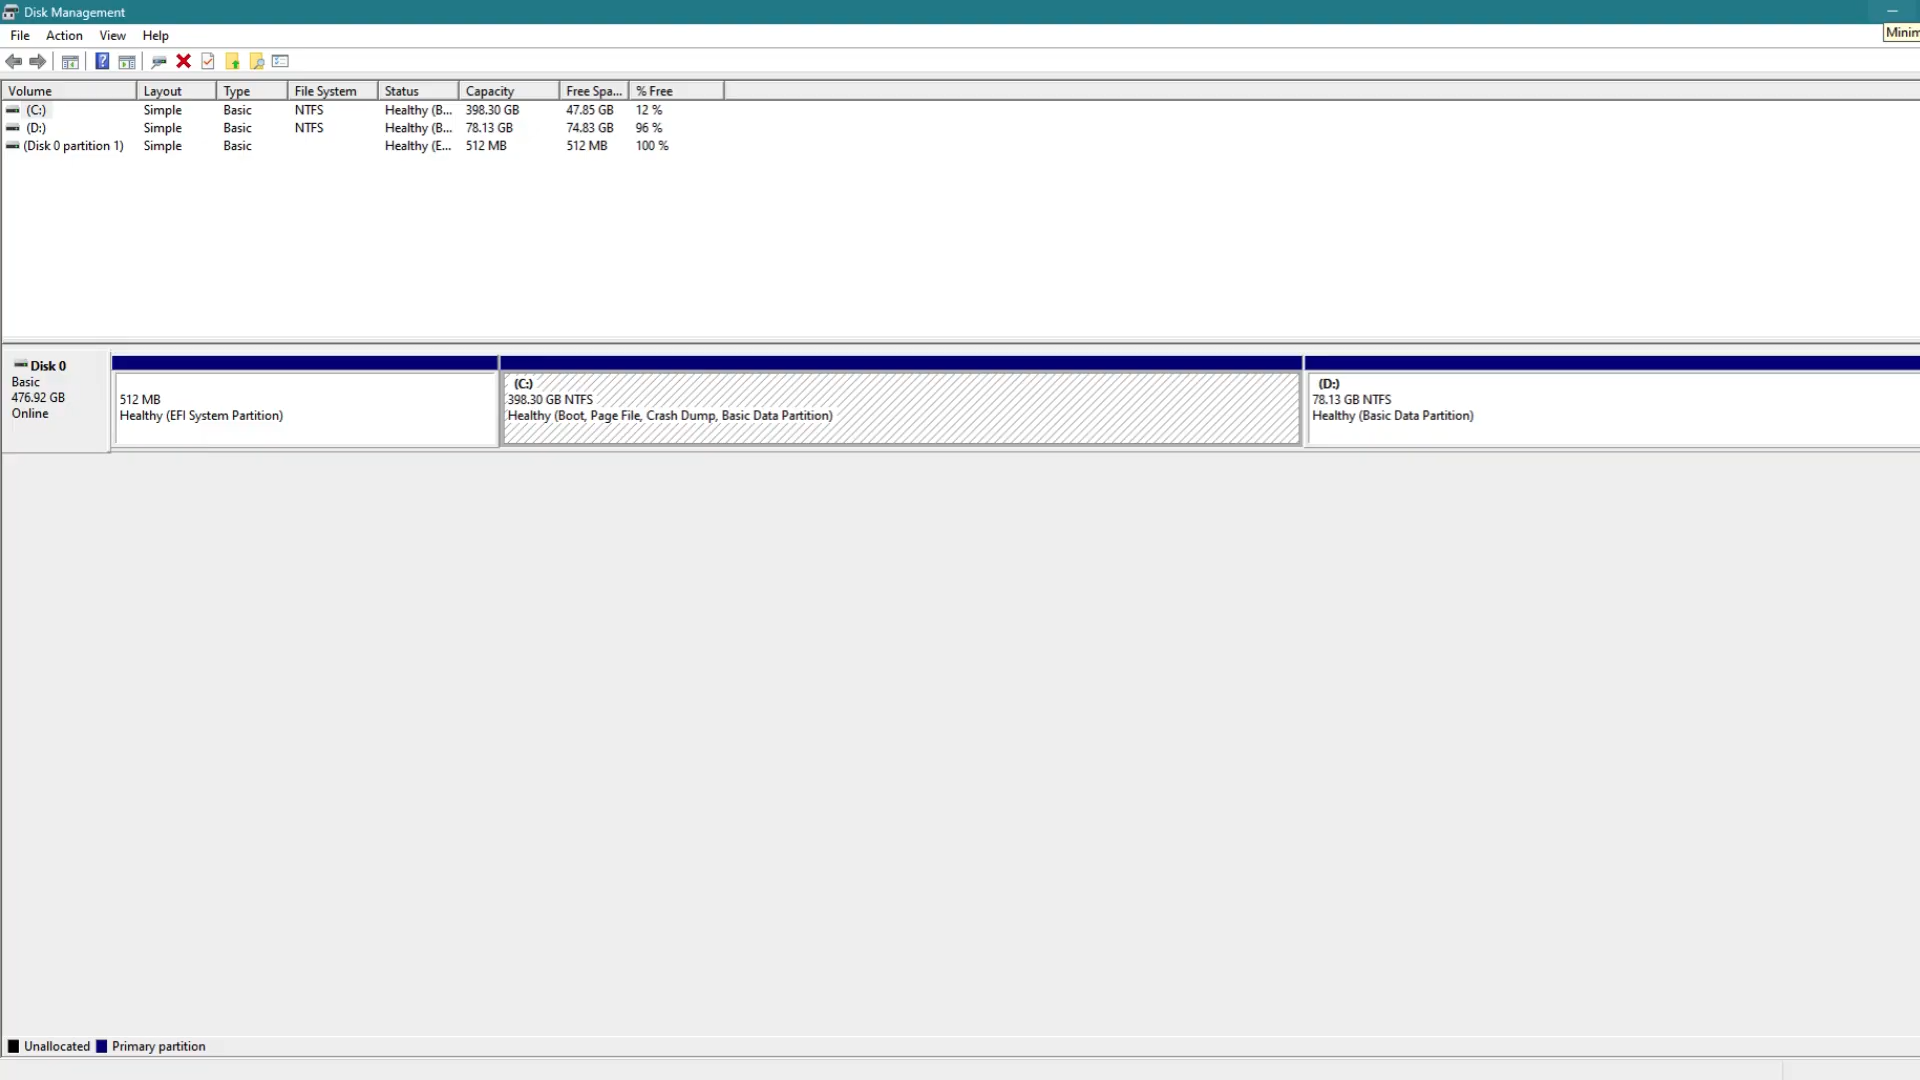 Disk Management
Minim
File Action View Help
Volume Layout Type File System Status Capacity Free Spa... % Free
(C:) Simple Basic NTFS Healthy (B... 398.30 GB 47.85 GB 12 %
(D:) Simple Basic NTFS Healthy (B... 78.13 GB 74.83 GB 96 %
(Disk 0 partition 1) Simple Basic Healthy (E... 512 MB 512 MB 100 %
Disk 0
Basic
476.92 GB
Online
512 MB
Healthy (EFI System Partition)
(C:)
398.30 GB NTFS
Healthy (Boot, Page File, Crash Dump, Basic Data Partition)
(D:)
78.13 GB NTFS
Healthy (Basic Data Partition)
Unallocated Primary partition